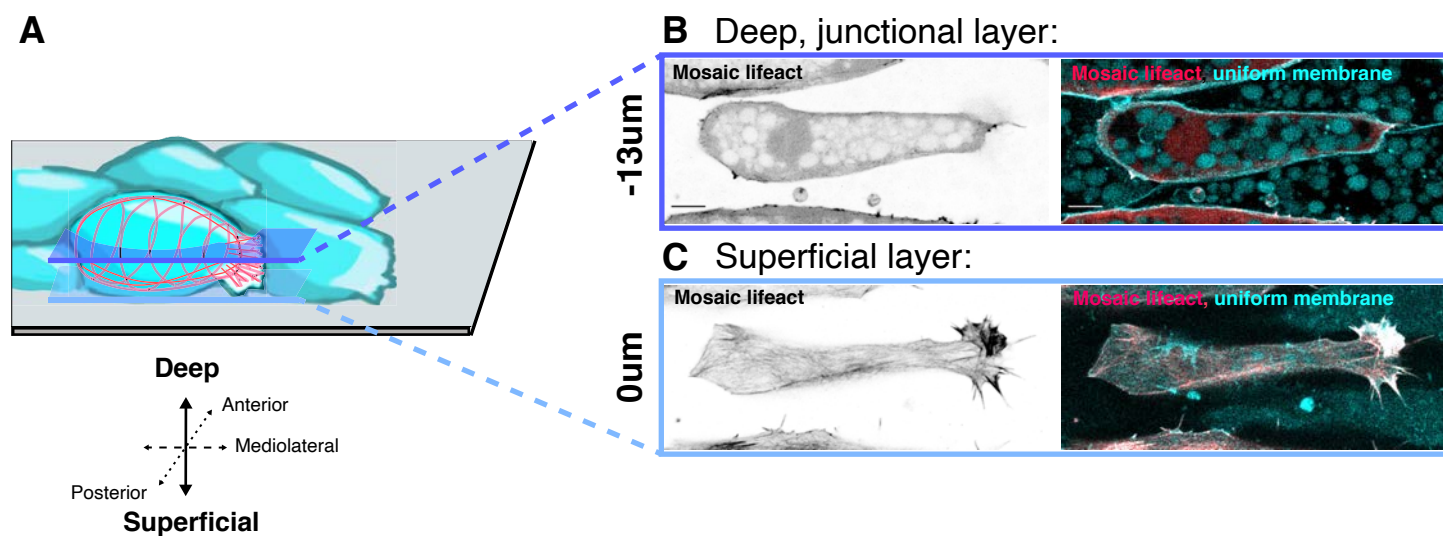 A
Deep
Anterior
Mediolateral
Posterior
Superficial
B Deep, junctional layer:
-13um
Mosaic lifeact
Mosaic lifeact, uniform membrane
C Superficial layer:
0um
Mosaic lifeact
Mosaic lifeact, uniform membrane